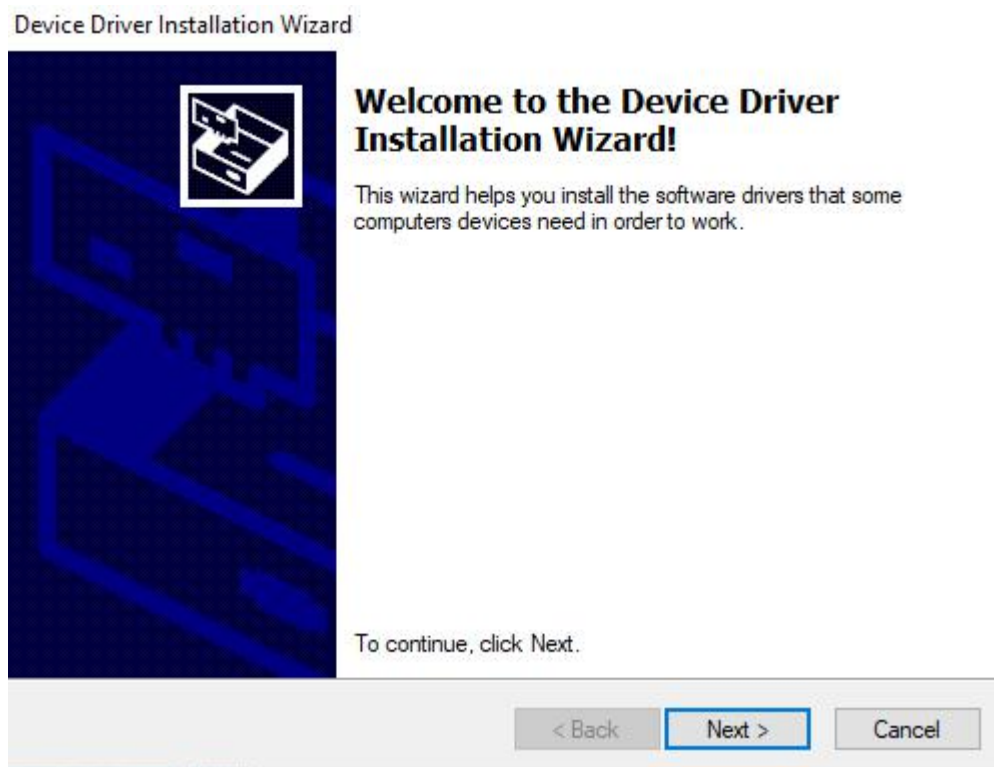 Device Driver Installation Wizard
Welcome to the Device Driver
Installation Wizard!
This wizard helps you install the software drivers that some
computers devices need in order to work.
To continue, click Next.
< Back Next > Cancel